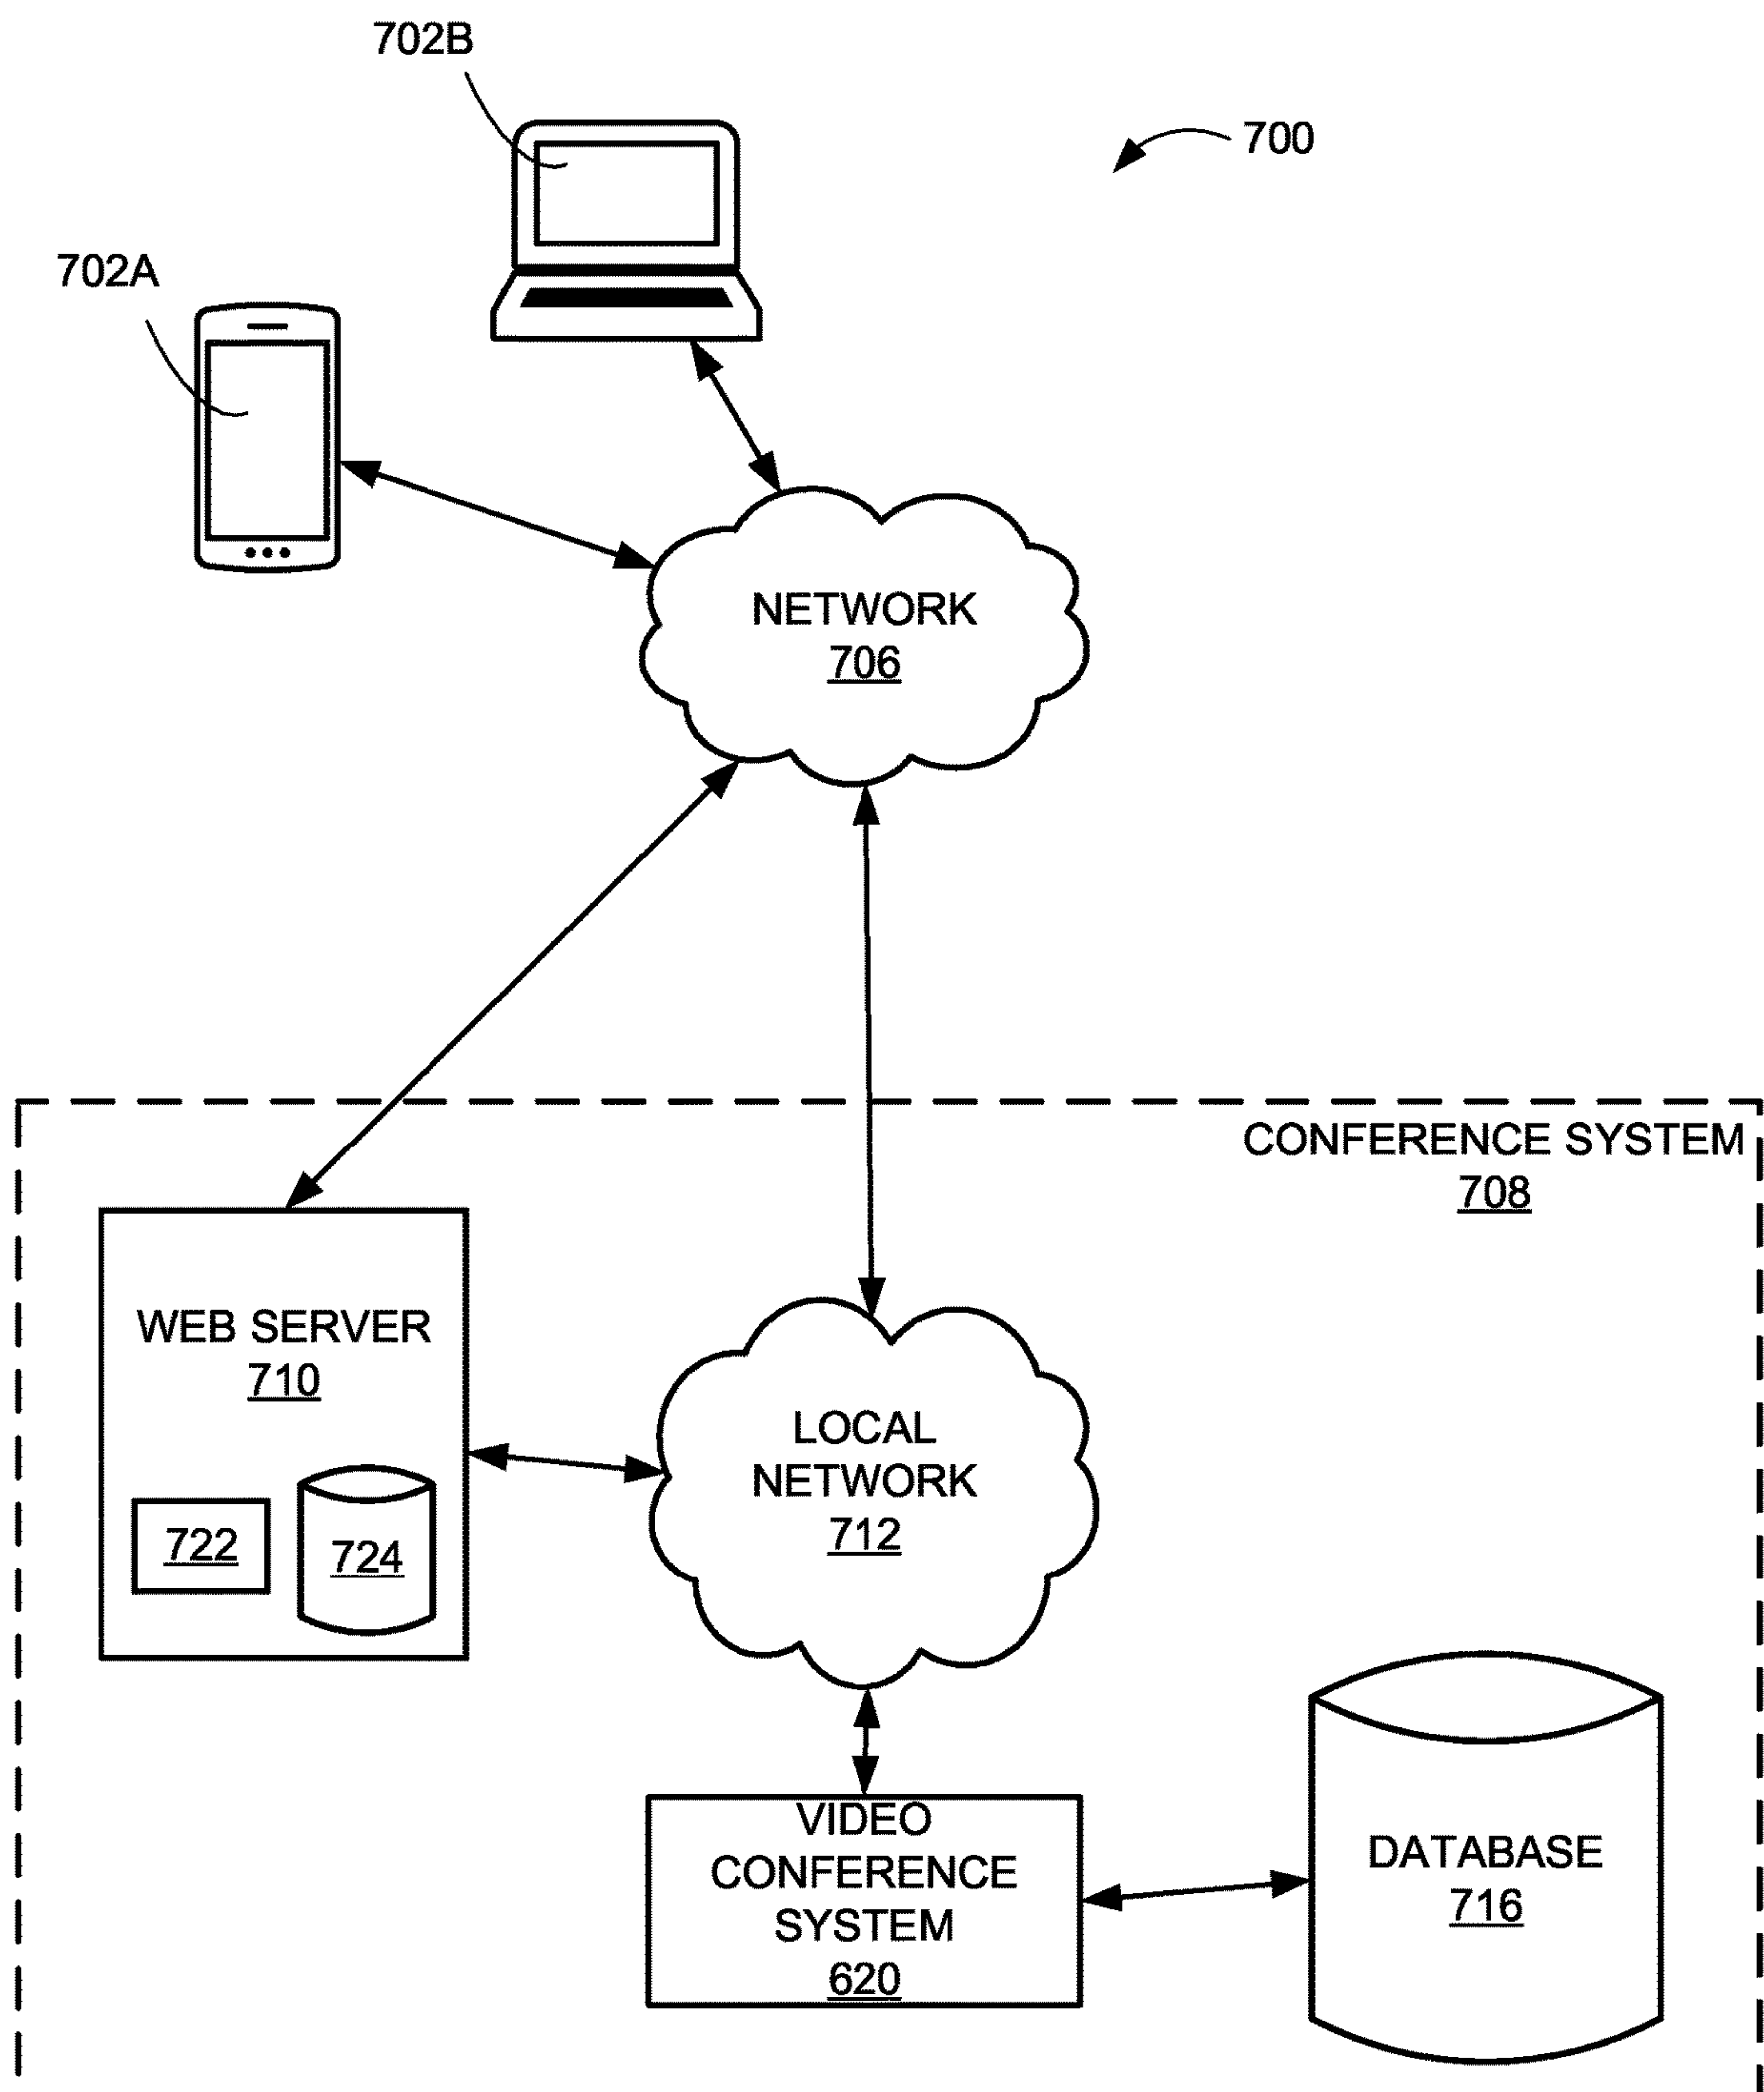 702B
700
702A
NETWORK
706
CONFERENCE SYSTEM
708
WEB SERVER
710
LOCAL
NETWORK
712
722
724
VIDEO
CONFERENCE
SYSTEM
620
DATABASE
716